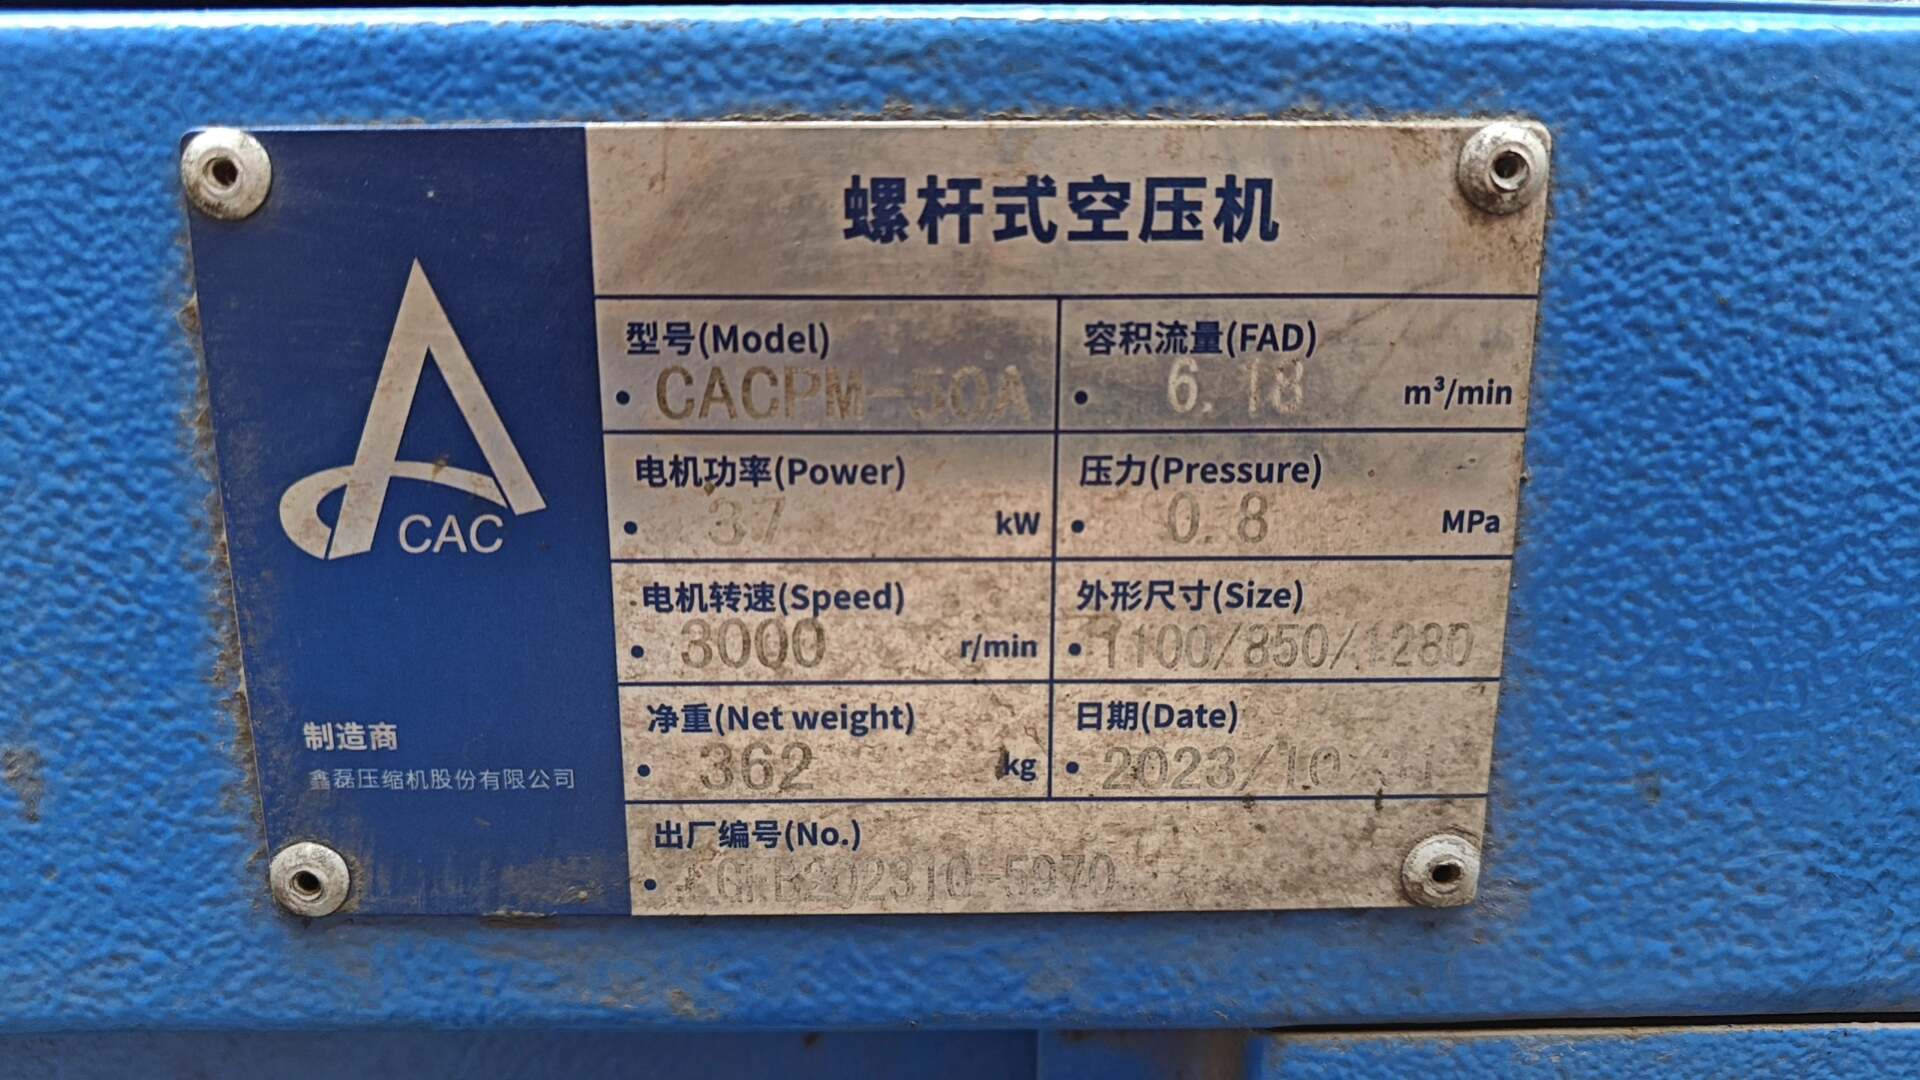 螺杆式空压机
型号(Model)
容积流量(FAD)
• CACPM-50A
• 6.18 m³/min
电机功率(Power)
压力(Pressure)
• 37 kW
• 0.8 MPa
电机转速(Speed)
外形尺寸(Size)
• 3000 r/min
• 1100/850/1280
净重(Net weight)
日期(Date)
• 362 kg
• 2023/10/31
出厂编号(No.)
CAC
制造商
鑫磊压缩机股份有限公司